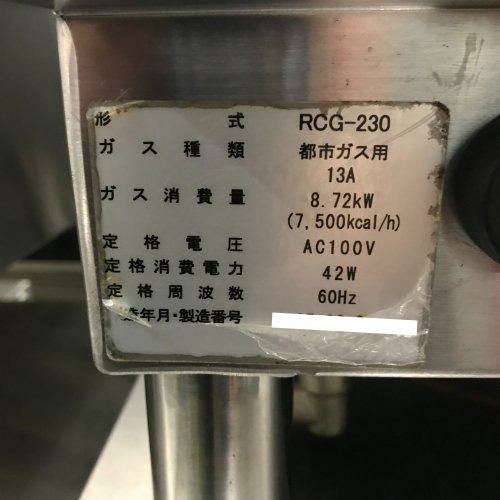 形式 RCG-230
ガス種類 都市ガス用
13A
ガス消費量 8.72kW
(7,500kcal/h)
定格電圧 AC100V
定格消費電力 42W
定格周波数 60Hz
造年月・製造番号